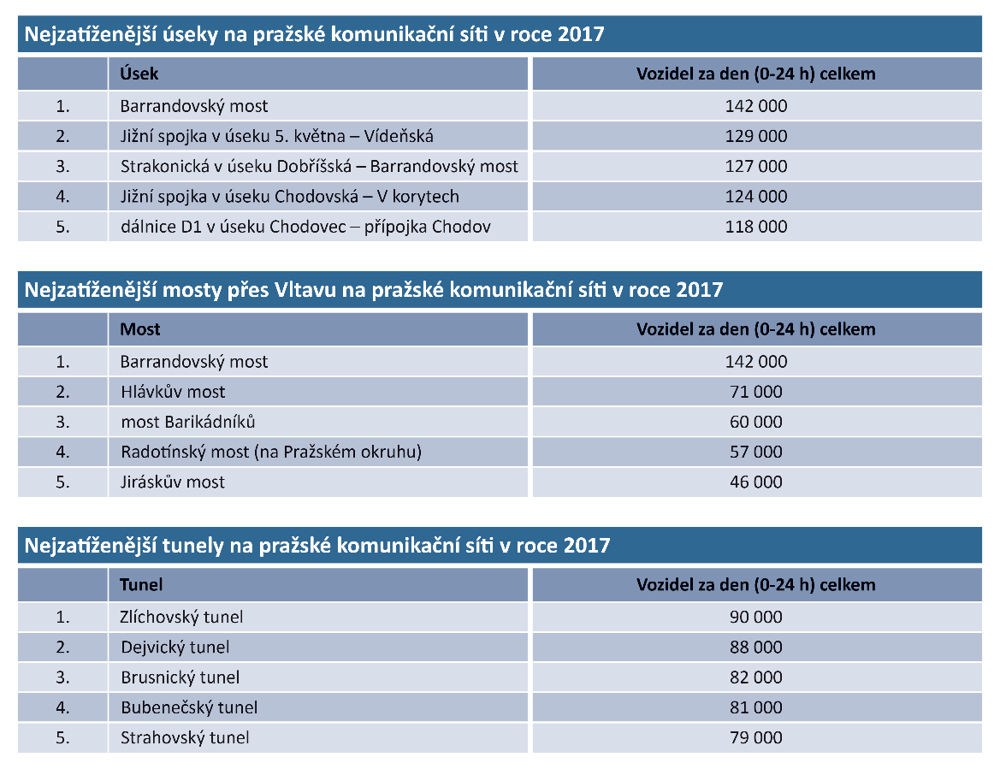 Nejzatíženější úseky na pražské komunikační síti v roce 2017
Úsek Vozidel za den (0-24 h) celkem
1. Barrandovský most 142 000
2. Jižní spojka v úseku 5. května – Vídeňská 129 000
3. Strakonická v úseku Dobříšská – Barrandovský most 127 000
4. Jižní spojka v úseku Chodovská – V korytech 124 000
5. dálnice D1 v úseku Chodovec – přípojka Chodov 118 000
Nejzatíženější mosty přes Vltavu na pražské komunikační síti v roce 2017
Most Vozidel za den (0-24 h) celkem
1. Barrandovský most 142 000
2. Hlávkův most 71 000
3. most Barikádníků 60 000
4. Radotínský most (na Pražském okruhu) 57 000
5. Jiráskův most 46 000
Nejzatíženější tunely na pražské komunikační síti v roce 2017
Tunel Vozidel za den (0-24 h) celkem
1. Zlíchovský tunel 90 000
2. Dejvický tunel 88 000
3. Brusnický tunel 82 000
4. Bubenečský tunel 81 000
5. Strahovský tunel 79 000